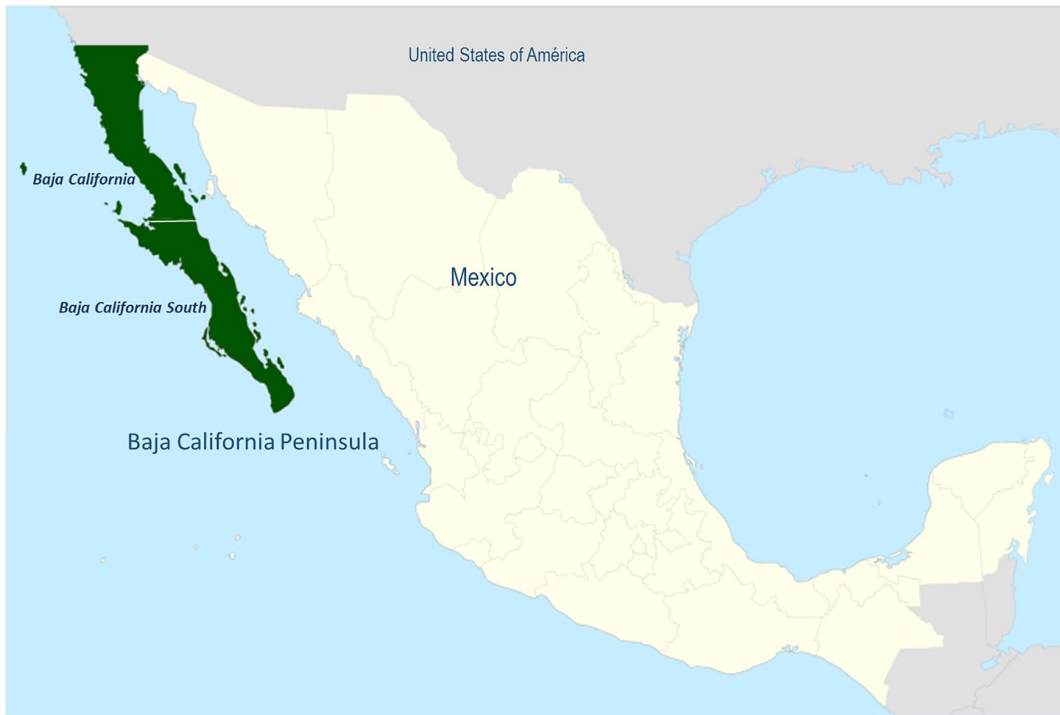 United States of América
Baja California
Mexico
Baja California South
Baja California Peninsula